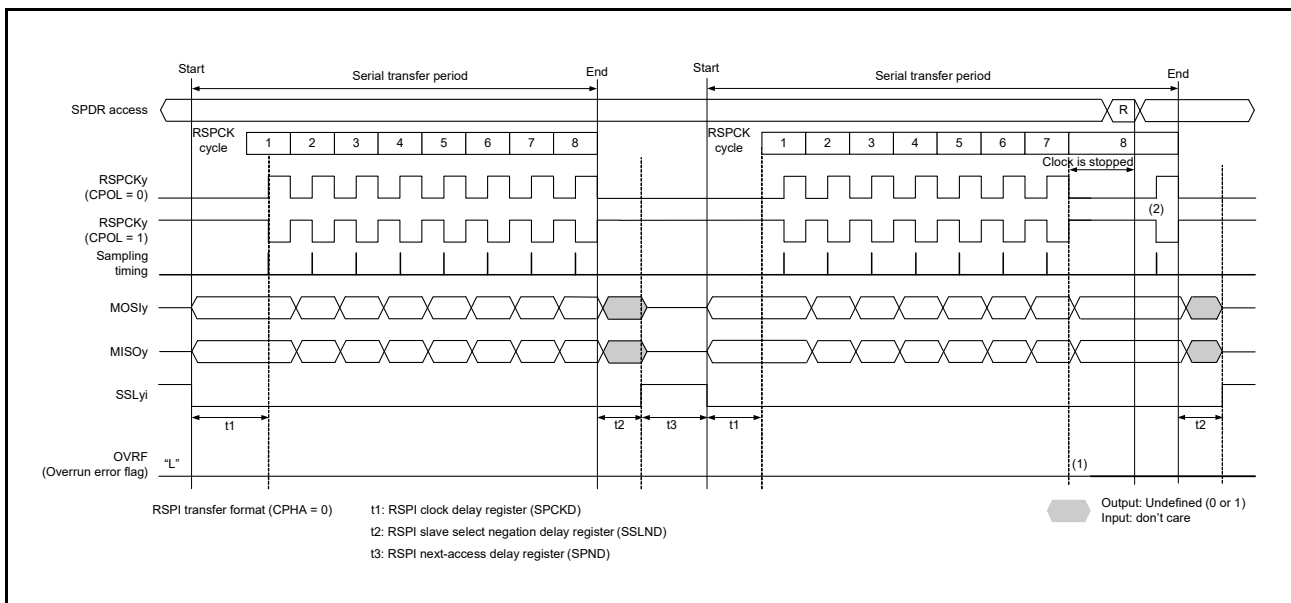 Start
Serial transfer period
End
Start
Serial transfer period
End
SPDR access
R
RSPCK
cycle
1 2 3 4 5 6 7 8
RSPCK
cycle
1 2 3 4 5 6 7 8
Clock is stopped
RSPCKy
(CPOL = 0)
RSPCKy
(CPOL = 1)
(2)
Sampling
timing
MOSIy
MISOy
SSLyi
t1
t2
t3
t1
t2
OVRF
(Overrun error flag)
“L”
(1)
RSPI transfer format (CPHA = 0)
t1: RSPI clock delay register (SPCKD)
t2: RSPI slave select negation delay register (SSLND)
t3: RSPI next-access delay register (SPND)
Output: Undefined (0 or 1)
Input: don’t care